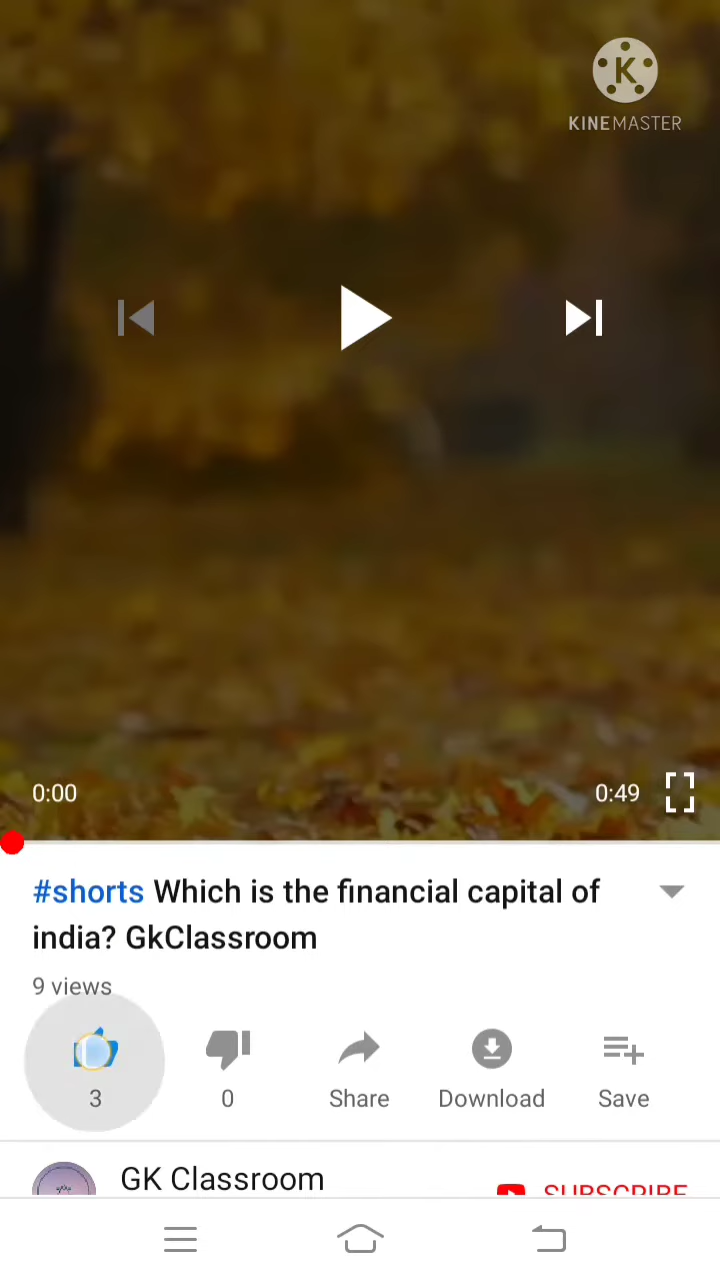 KINEMASTER
0:00
0:49
#shorts Which is the financial capital of
india? GkClassroom
9 views
3
0
Share
Download
Save
GK Classroom
SUBSCRIBE